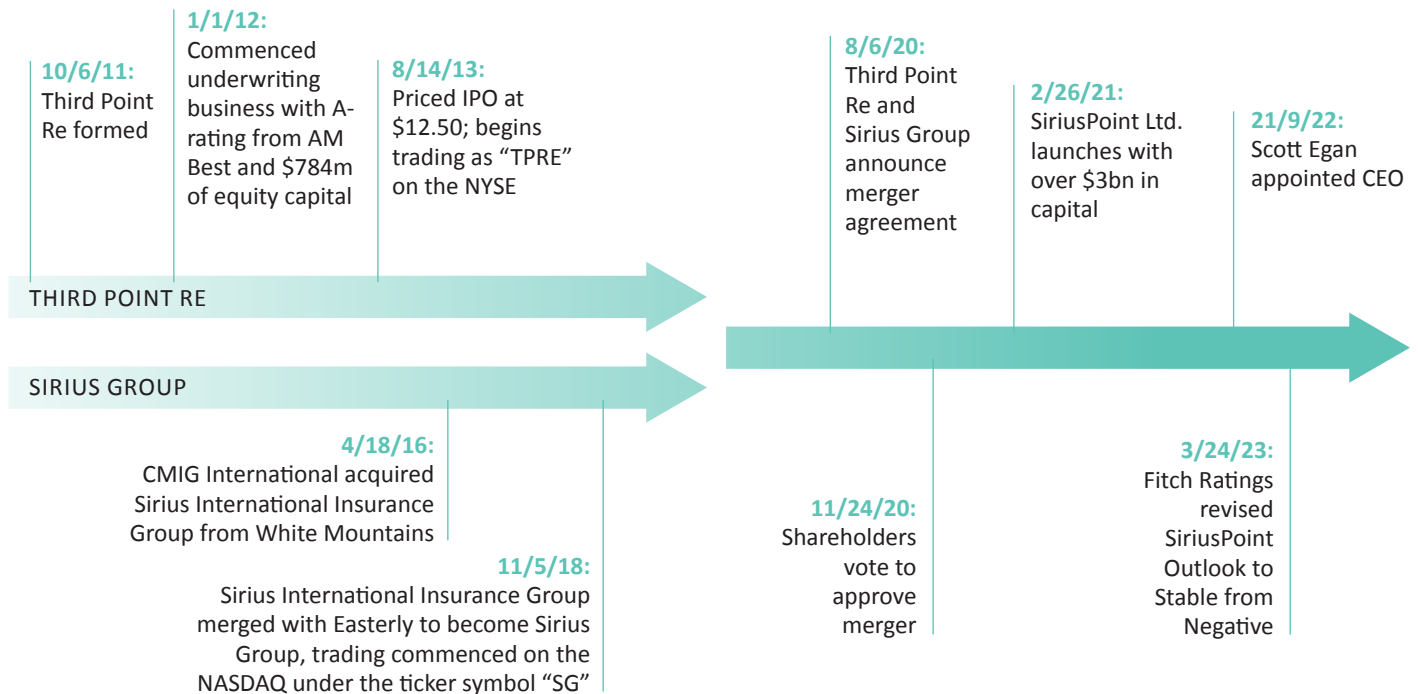 10/6/11:
Third Point
Re formed
1/1/12:
Commenced
underwriting
business with A-
rating from AM
Best and $784m
of equity capital
8/14/13:
Priced IPO at
$12.50; begins
trading as “TPRE”
on the NYSE
THIRD POINT RE
SIRIUS GROUP
4/18/16:
CMIG International acquired
Sirius International Insurance
Group from White Mountains
11/5/18:
Sirius International Insurance Group
merged with Easterly to become Sirius
Group, trading commenced on the
NASDAQ under the ticker symbol “SG”
8/6/20:
Third Point
Re and
Sirius Group
announce
merger
agreement
2/26/21:
SiriusPoint Ltd.
launches with
over $3bn in
capital
21/9/22:
Scott Egan
appointed CEO
11/24/20:
Shareholders
vote to
approve
merger
3/24/23:
Fitch Ratings
revised
SiriusPoint
Outlook to
Stable from
Negative